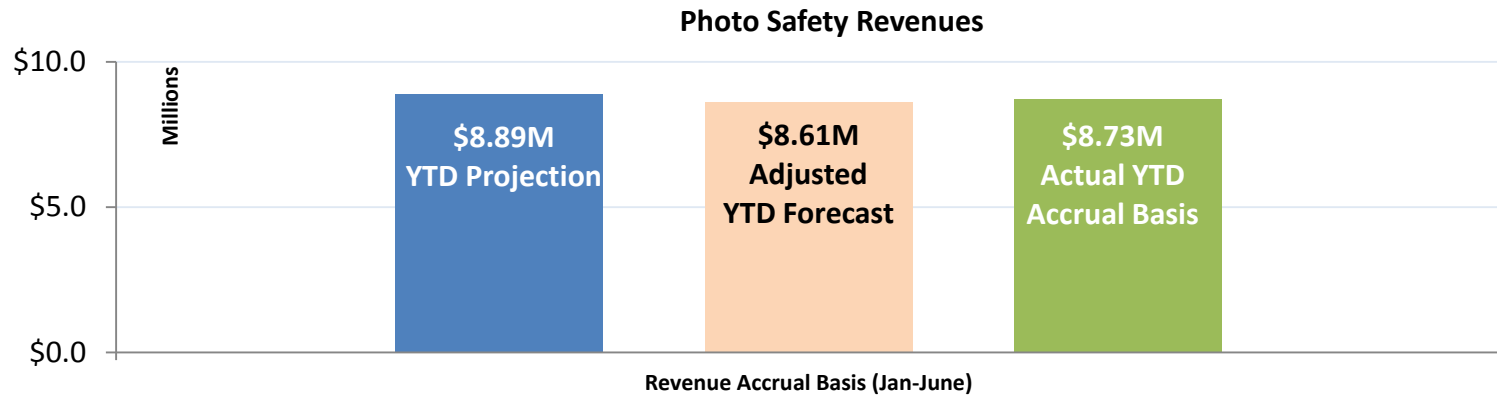 Photo Safety Revenues
$10.0
Millions
$8.89M
YTD Projection
$8.61M
Adjusted
YTD Forecast
$8.73M
Actual YTD
Accrual Basis
$5.0
$0.0
Revenue Accrual Basis (Jan-June)